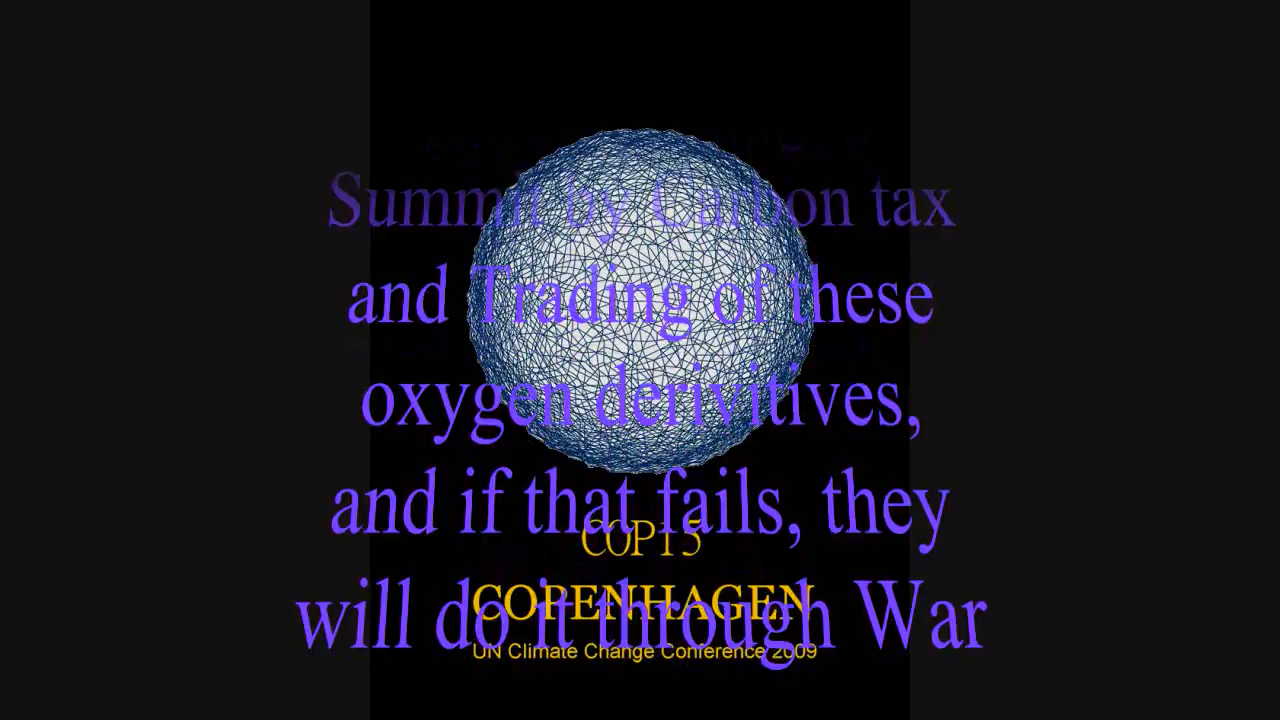 Summit by Carbon tax
and Trading of these
oxygen derivitives,
and if that fails, they
COP15
will do it through War
COPENHAGEN
UN Climate Change Conference 2009